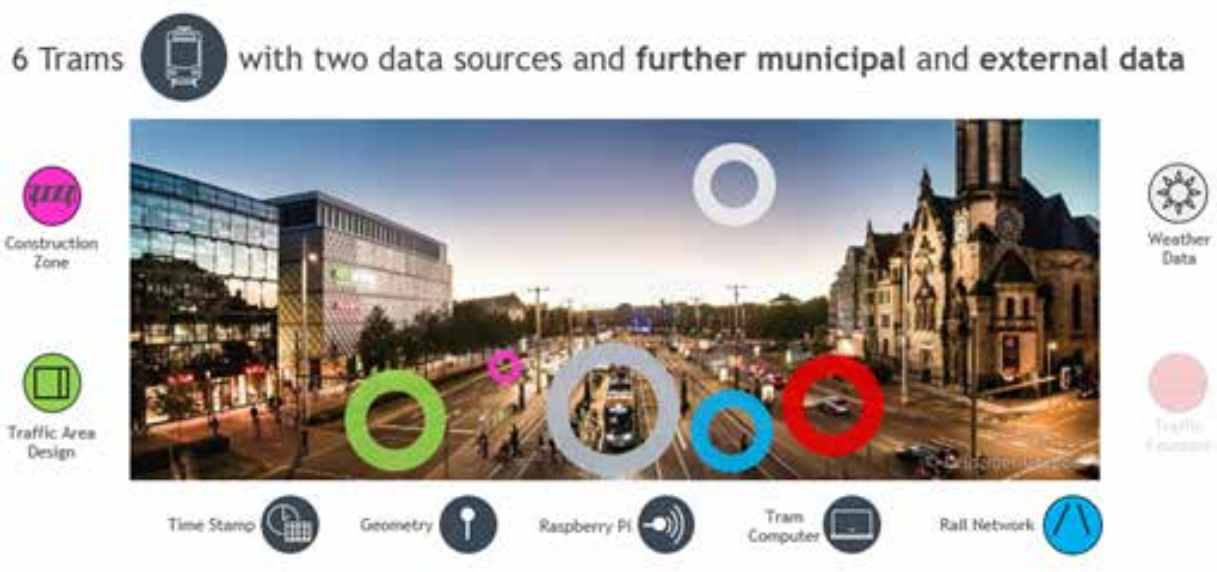 6 Trams with two data sources and further municipal and external data
Construction
Zone
Weather
Data
Traffic Area
Design
Traffic
Time Stamp
Geometry
Raspberry Pi
Tram
Computer
Rail Network